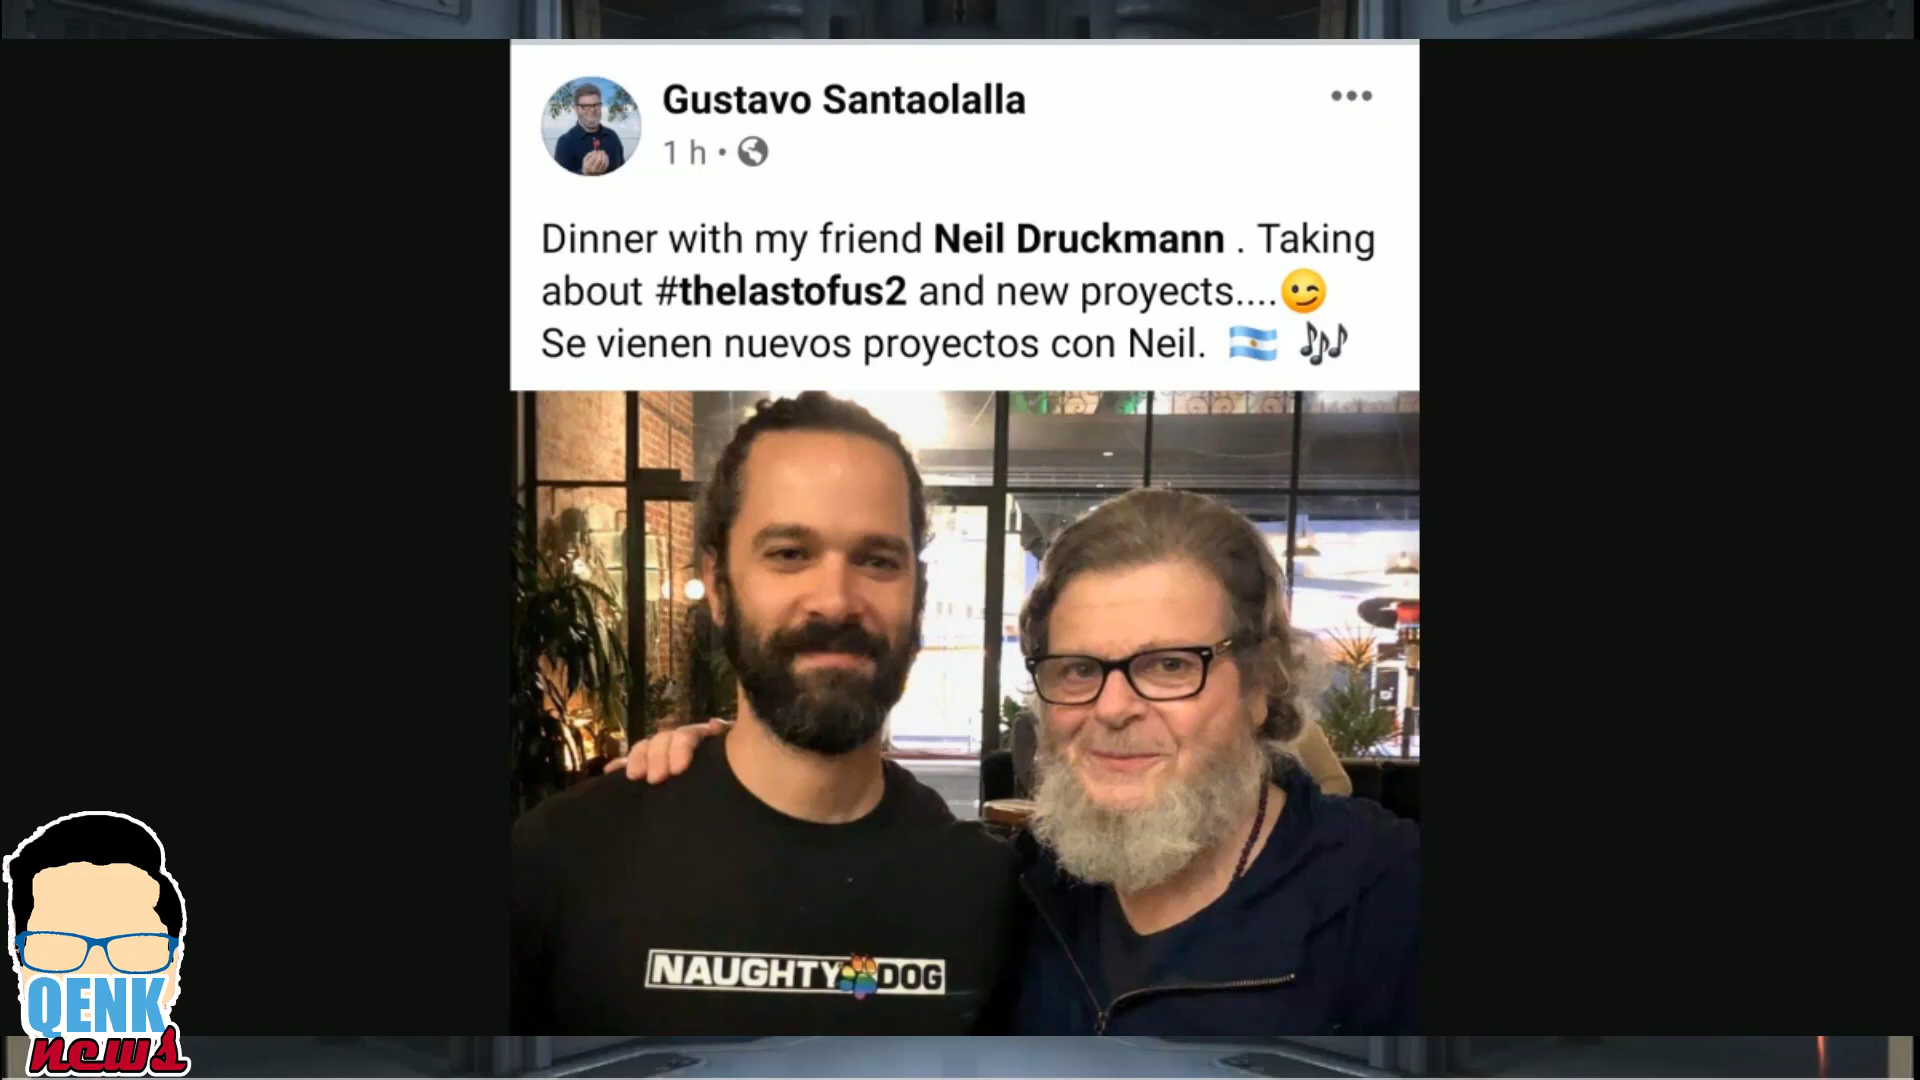 Gustavo Santaolalla
1 h •
Dinner with my friend Neil Druckmann . Taking
about #thelastofus2 and new proyects....😉
Se vienen nuevos proyectos con Neil. 🇦🇷 🎶
NAUGHTY DOG
QENK
news